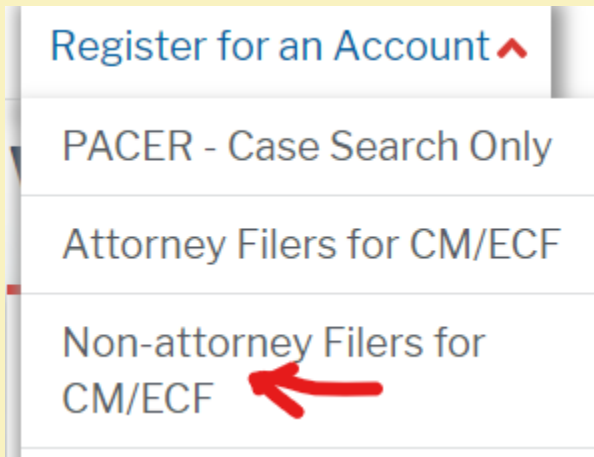 Register for an Account
PACER - Case Search Only
Attorney Filers for CM/ECF
Non-attorney Filers for
CM/ECF